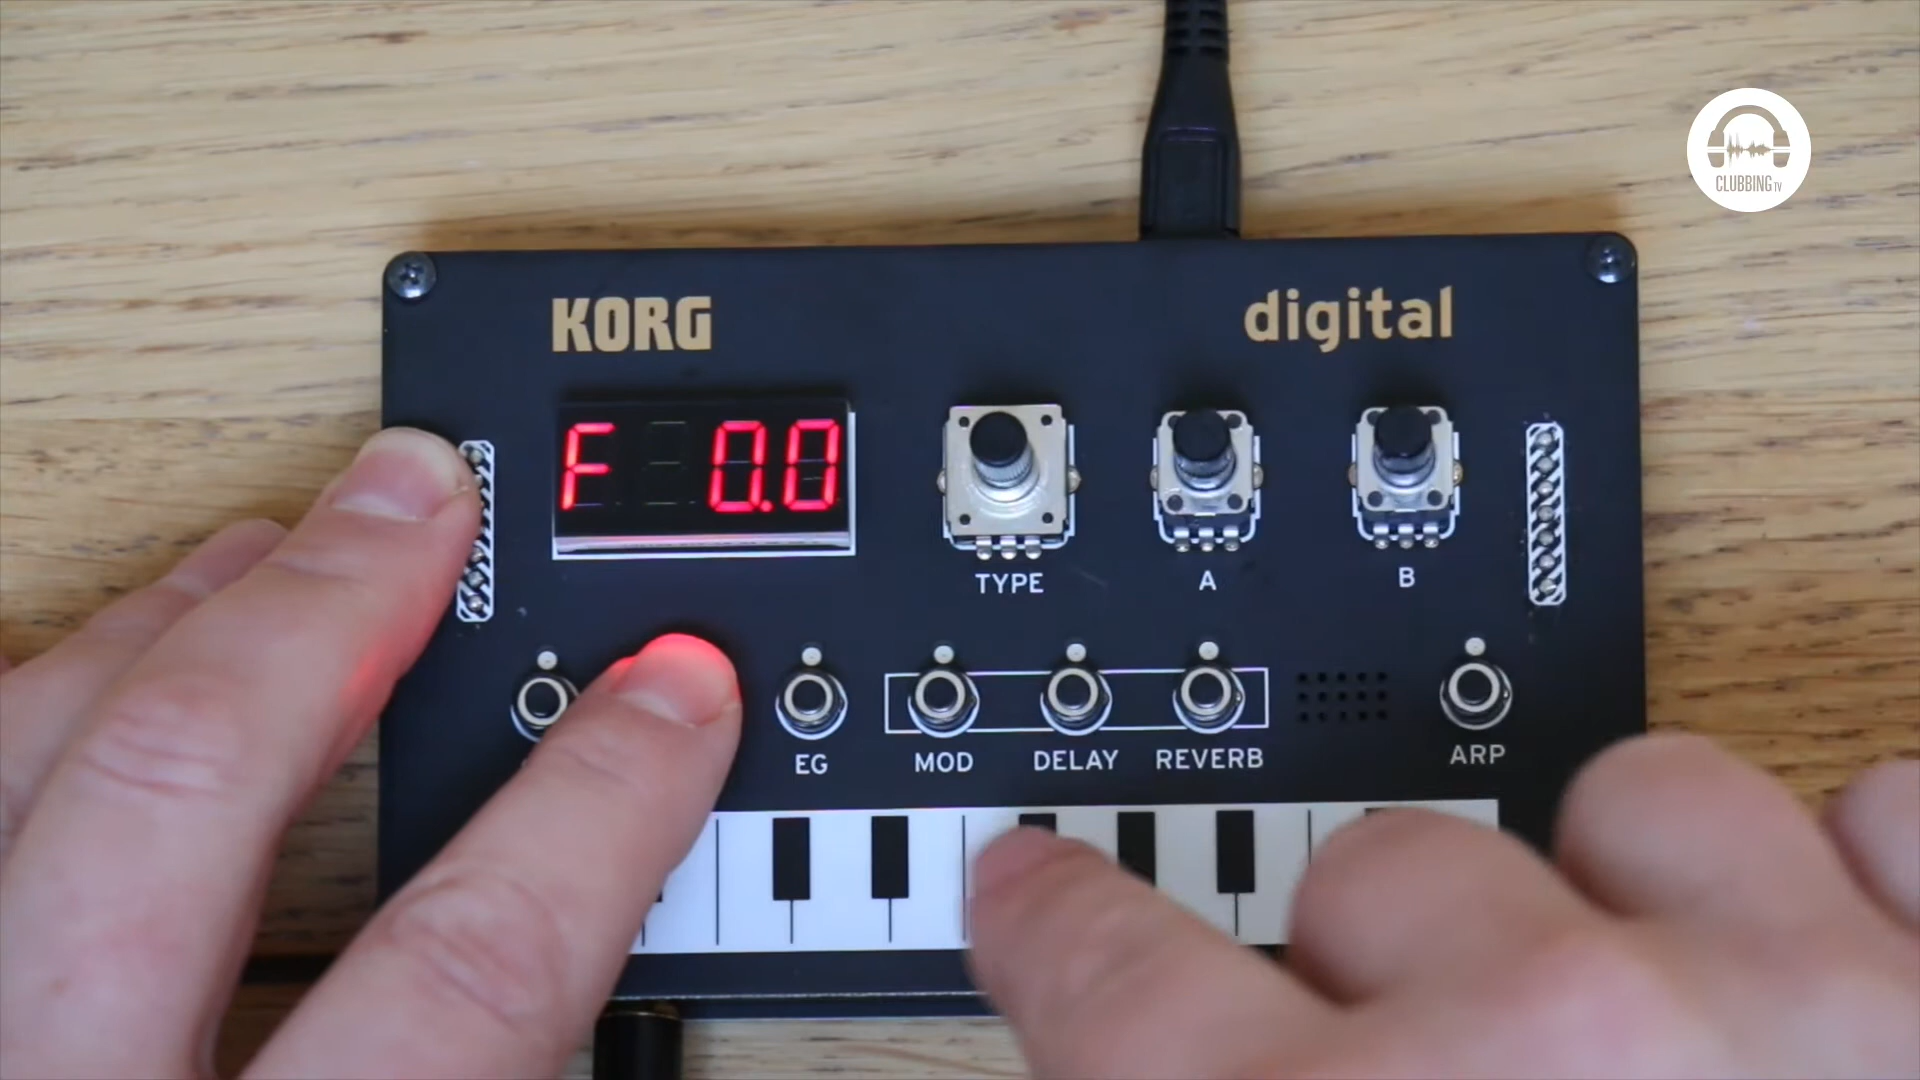 CLUBBING TV
KORG
digital
F 0.0
TYPE
A
B
EG
MOD
DELAY
REVERB
ARP